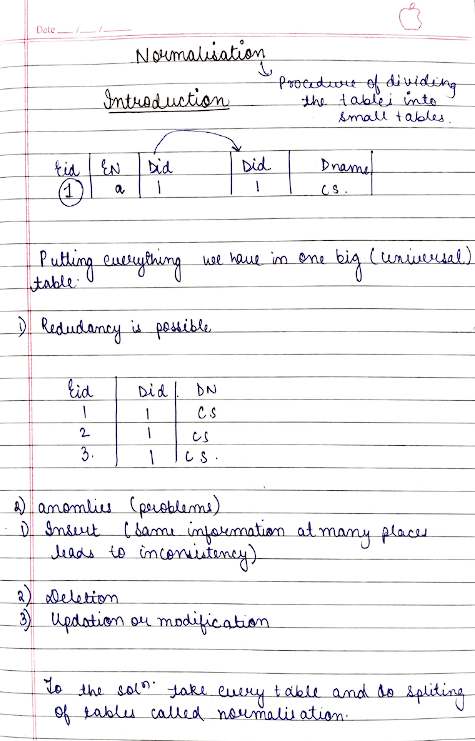 Date __/__/__
Normalisation
Procedure of dividing
the tables into
small tables.
Introduction
Eid EN Did Did Dname
1 a 1 1 CS.
Putting everything we have in one big (universal)
table.
1) Redudancy is possible.
Eid Did DN
1 1 CS
2 1 CS
3. 1 CS.
2) anomlies (problems)
1) Insert (same information at many places
leads to inconsistency)
2) Deletion
3) Updation or modification
To the solⁿ. take every table and do spliting
of tables called normalisation.